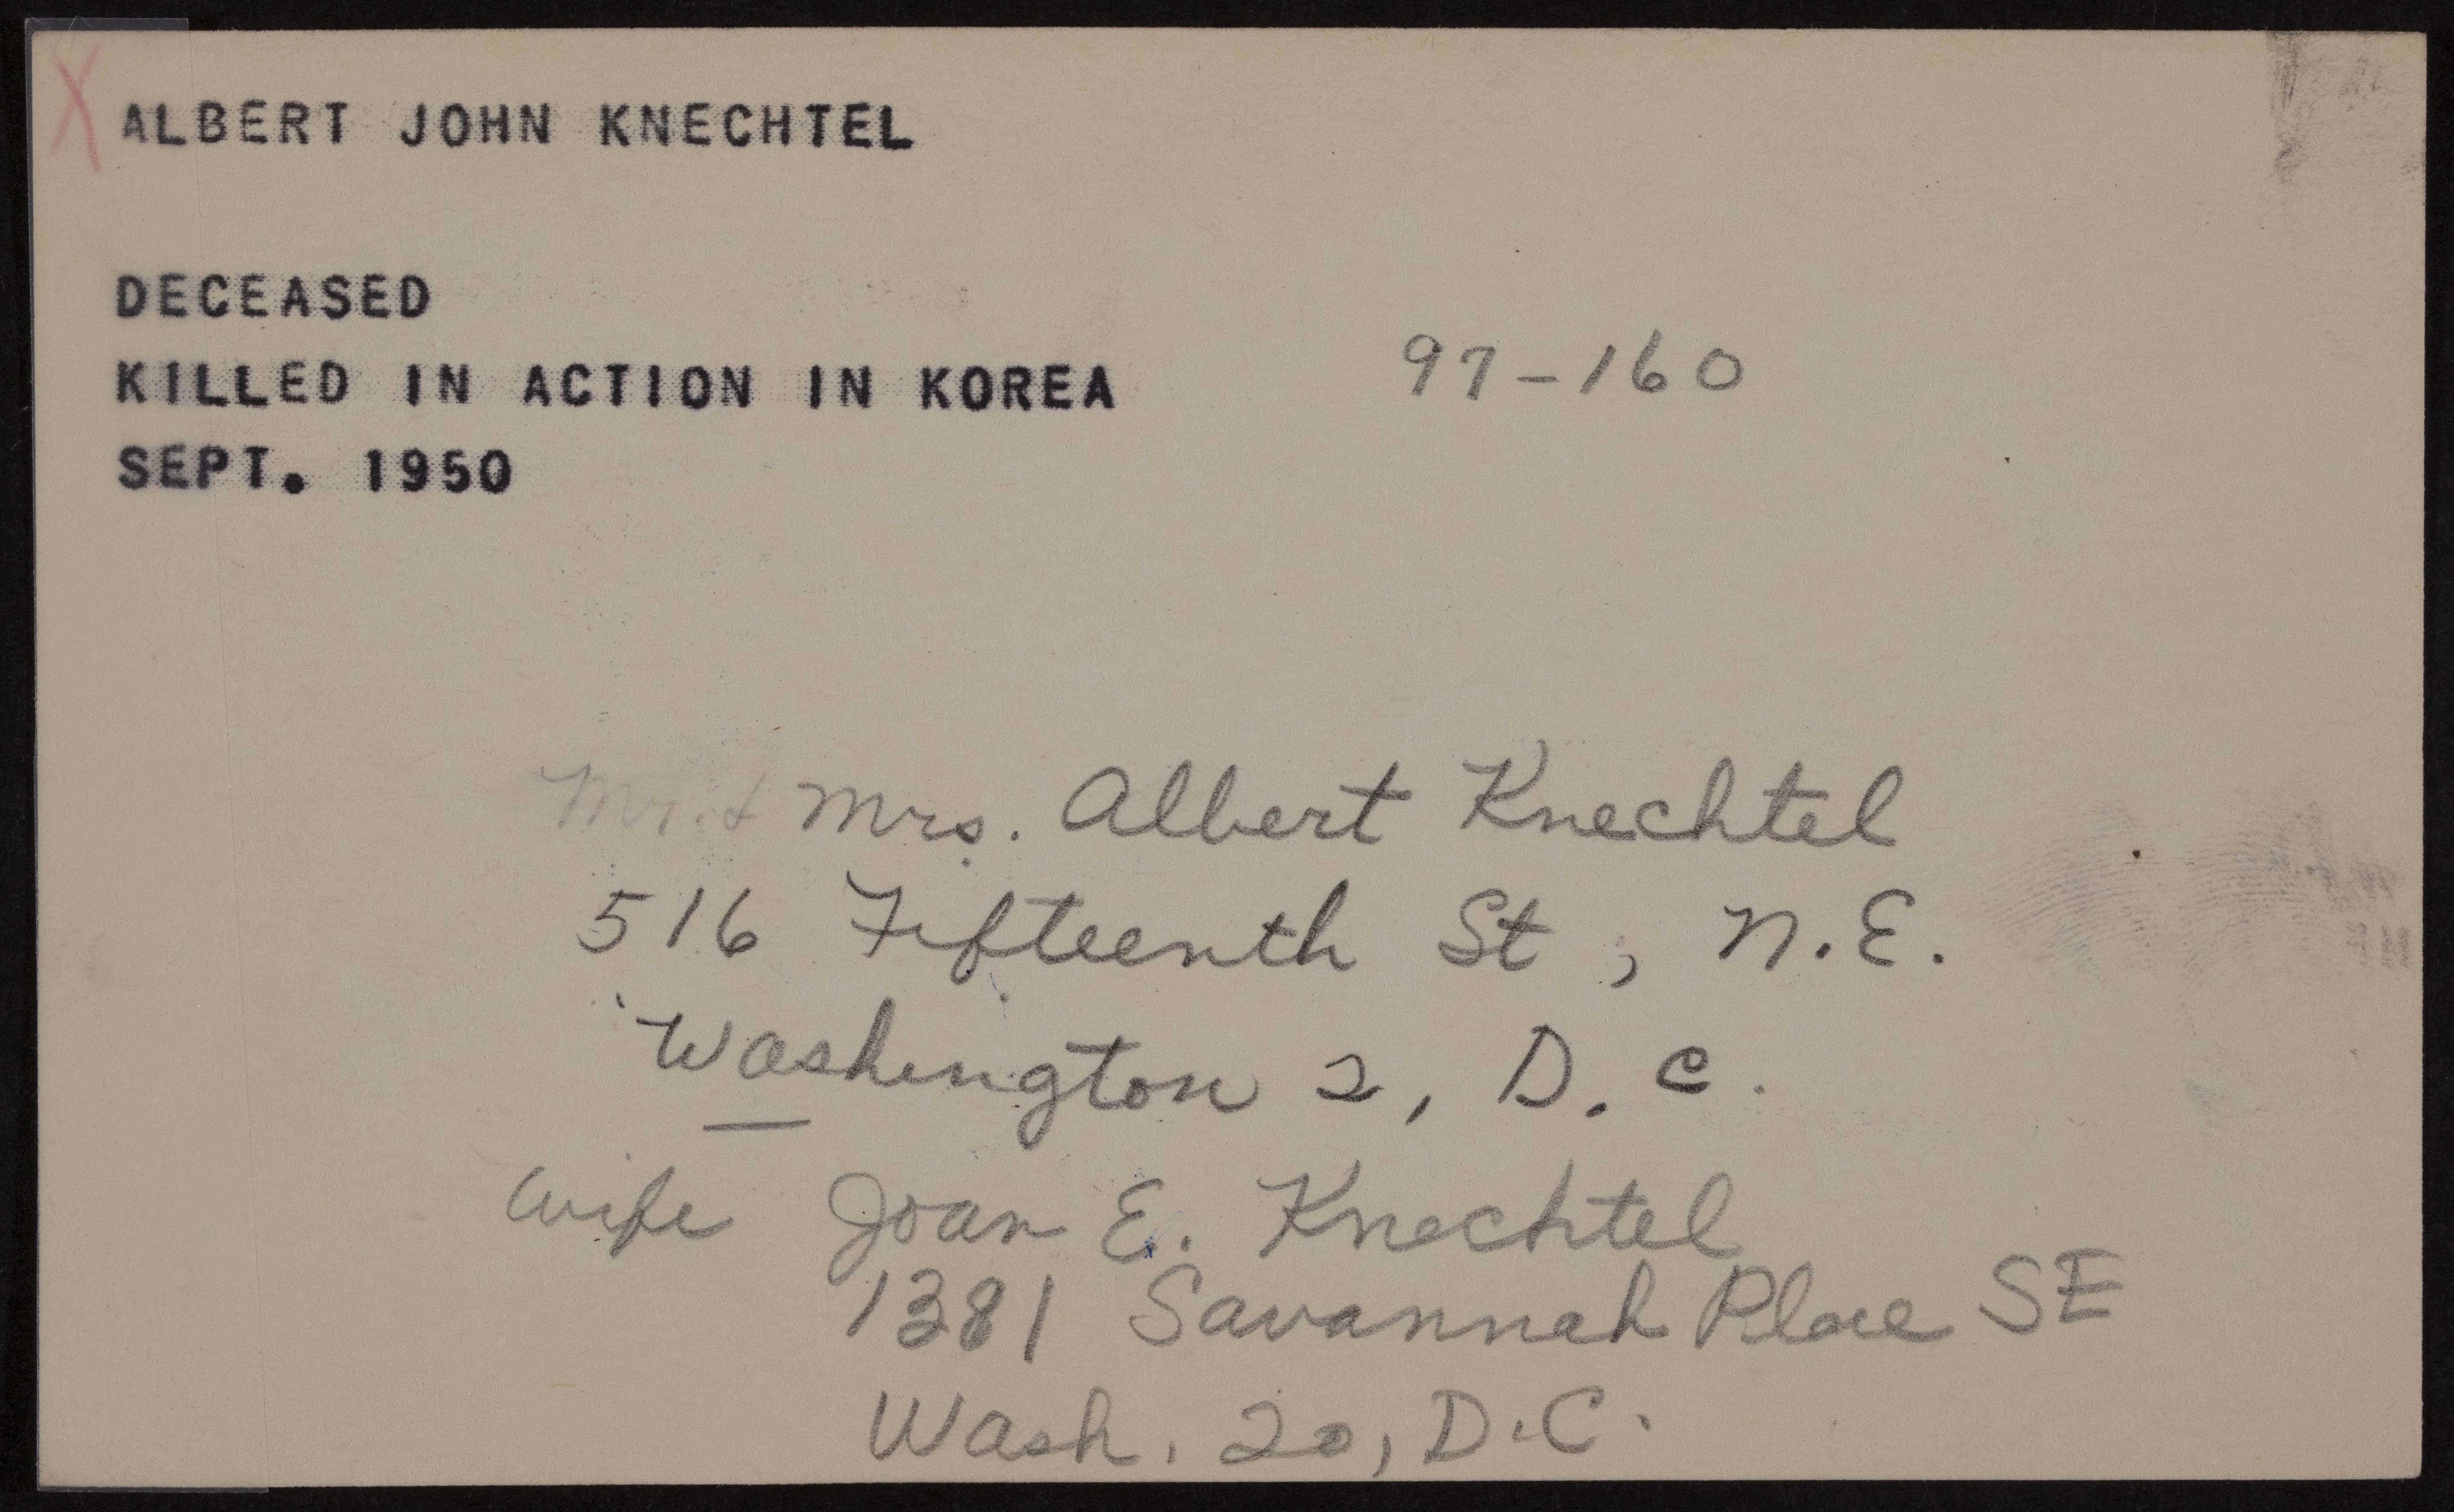 X ALBERT JOHN KNECHTEL
DECEASED
KILLED IN ACTION IN KOREA
SEPT. 1950
97-160
Mr. & Mrs. Albert Knechtel
516 Fifteenth St, N.E.
Washington 2, D.C.
Wife Joan E. Knechtel
1381 Savannah Place SE
Wash. 20, D.C.